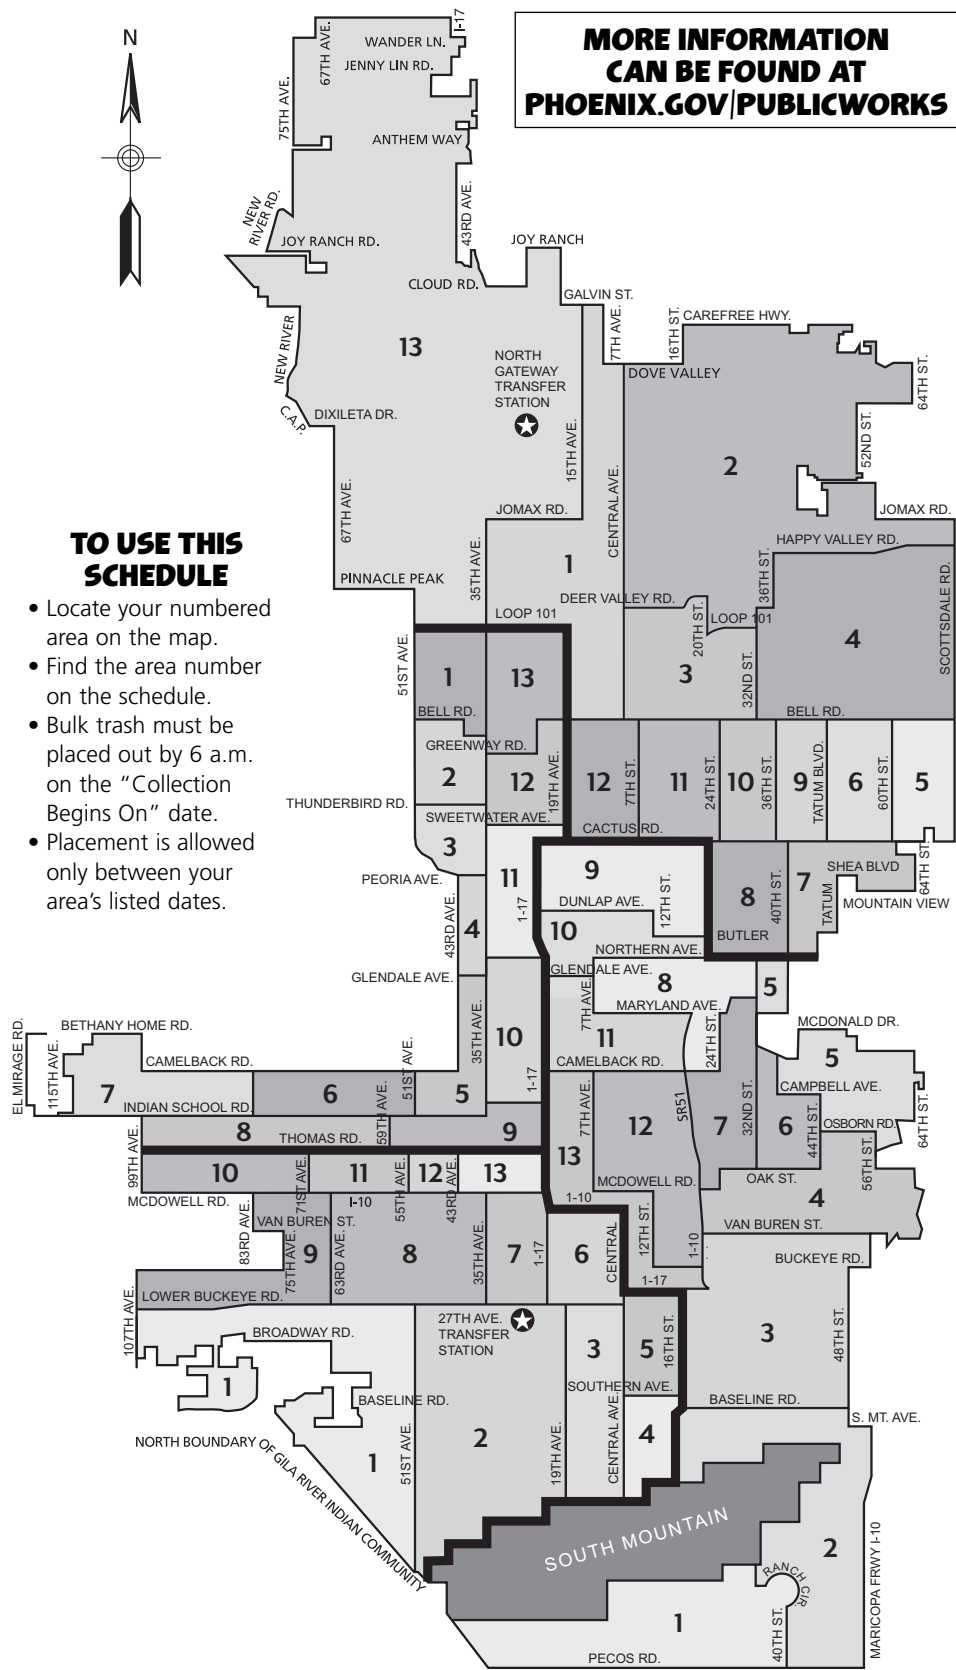 MORE INFORMATION
CAN BE FOUND AT
PHOENIX.GOV/PUBLICWORKS
N
I-17
67TH AVE.
WANDER LN.
JENNY LIN RD.
75TH AVE.
ANTHEM WAY
43RD AVE.
NEW
RIVER RD.
JOY RANCH RD.
JOY RANCH
CLOUD RD.
GALVIN ST.
7TH AVE.
16TH ST.
CAREFREE HWY.
NEW RIVER
13
NORTH
GATEWAY
TRANSFER
STATION
DOVE VALLEY
64TH ST.
C.A.P.
DIXILETA DR.
15TH AVE.
52ND ST.
2
67TH AVE.
CENTRAL AVE.
JOMAX RD.
JOMAX RD.
TO USE THIS
SCHEDULE
• Locate your numbered
area on the map.
• Find the area number
on the schedule.
• Bulk trash must be
placed out by 6 a.m.
on the “Collection
Begins On” date.
• Placement is allowed
only between your
area’s listed dates.
HAPPY VALLEY RD.
PINNACLE PEAK
35TH AVE.
1
36TH ST.
DEER VALLEY RD.
SCOTTSDALE RD.
LOOP 101
20TH ST.
LOOP 101
4
51ST AVE.
1
13
3
32ND ST.
BELL RD.
BELL RD.
GREENWAY RD.
2
12
19TH AVE.
12
7TH ST.
11
24TH ST.
10
36TH ST.
9
TATUM BLVD.
6
60TH ST.
5
THUNDERBIRD RD.
SWEETWATER AVE.
CACTUS RD.
3
11
9
7
SHEA BLVD
64TH ST.
PEORIA AVE.
1-17
DUNLAP AVE.
12TH ST.
8
40TH ST.
TATUM
MOUNTAIN VIEW
43RD AVE.
4
10
BUTLER
NORTHERN AVE.
GLENDALE AVE.
GLENDALE AVE.
8
5
7TH AVE.
MARYLAND AVE.
EL MIRAGE RD.
BETHANY HOME RD.
35TH AVE.
10
11
24TH ST.
MCDONALD DR.
115TH AVE.
CAMELBACK RD.
51ST AVE.
1-17
CAMELBACK RD.
5
7
6
5
CAMPBELL AVE.
INDIAN SCHOOL RD.
59TH AVE.
7TH AVE.
SR51
12
7
32ND ST.
6
44TH ST.
OSBORN RD.
64TH ST.
8
THOMAS RD.
9
99TH AVE.
10
71ST AVE.
11
55TH AVE.
12
43RD AVE.
13
13
56TH ST.
MCDOWELL RD.
I-10
MCDOWELL RD.
OAK ST.
4
1-10
83RD AVE.
VAN BUREN ST.
12TH ST.
1-10
VAN BUREN ST.
75TH AVE.
9
63RD AVE.
8
35TH AVE.
7
1-17
6
CENTRAL
BUCKEYE RD.
1-17
107TH AVE.
LOWER BUCKEYE RD.
27TH AVE.
TRANSFER
STATION
BROADWAY RD.
3
5
16TH ST.
3
48TH ST.
1
SOUTHERN AVE.
BASELINE RD.
BASELINE RD.
S. MT. AVE.
NORTH BOUNDARY OF GILA RIVER INDIAN COMMUNITY
1
51ST AVE.
2
19TH AVE.
CENTRAL AVE.
4
SOUTH MOUNTAIN
2
MARICOPA FRWY I-10
RANCH CIR.
1
40TH ST.
PECOS RD.